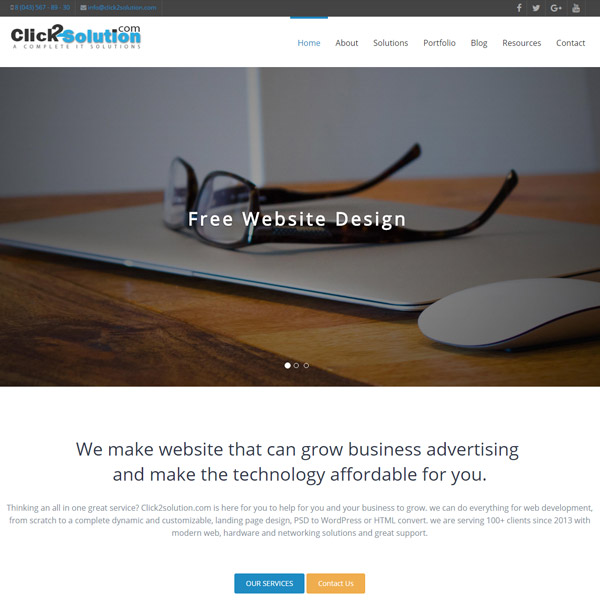 8 (043) 567 - 89 - 30 info@click2solution.com
Click2Solution.com
A COMPLETE IT SOLUTIONS
Home About Solutions Portfolio Blog Resources Contact
Free Website Design
We make website that can grow business advertising
and make the technology affordable for you.
Thinking an all in one great service? Click2solution.com is here for you to help for you and your business to grow. we can do everything for web development,
from scratch to a complete dynamic and customizable, landing page design, PSD to WordPress or HTML convert. we are serving 100+ clients since 2013 with
modern web, hardware and networking solutions and great support.
OUR SERVICES Contact Us